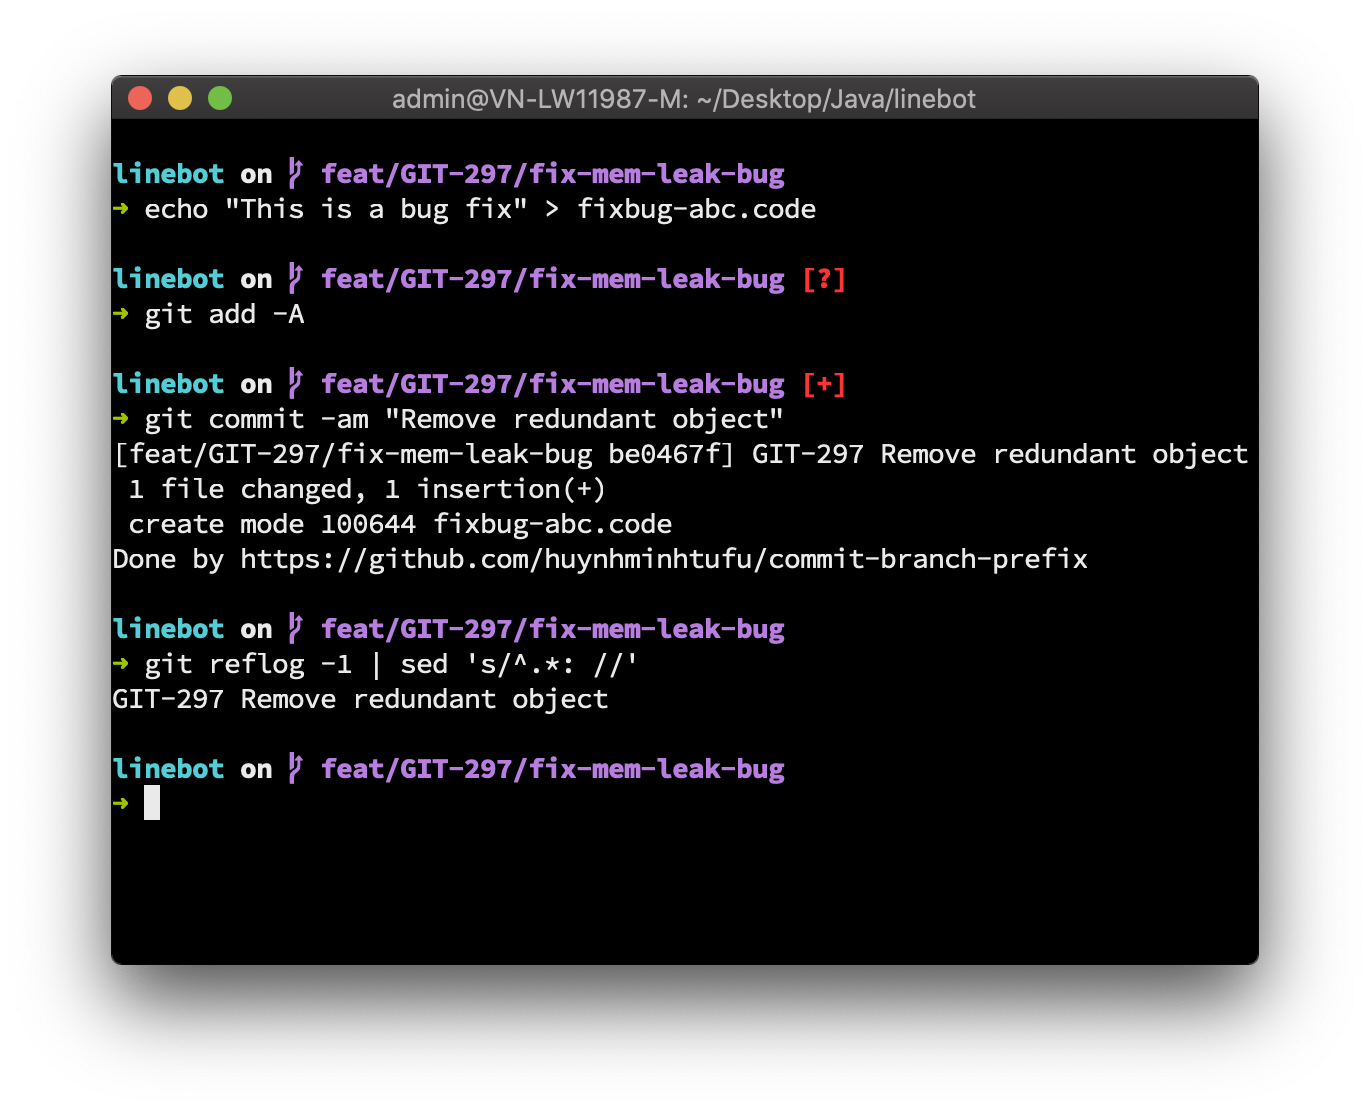 admin@VN-LW11987-M: ~/Desktop/Java/linebot
linebot on feat/GIT-297/fix-mem-leak-bug
➜ echo "This is a bug fix" > fixbug-abc.code
linebot on feat/GIT-297/fix-mem-leak-bug [?]
➜ git add -A
linebot on feat/GIT-297/fix-mem-leak-bug [+]
➜ git commit -am "Remove redundant object"
[feat/GIT-297/fix-mem-leak-bug be0467f] GIT-297 Remove redundant object
1 file changed, 1 insertion(+)
create mode 100644 fixbug-abc.code
Done by https://github.com/huynhminhtufu/commit-branch-prefix
linebot on feat/GIT-297/fix-mem-leak-bug
➜ git reflog -1 | sed 's/^.*: //'
GIT-297 Remove redundant object
linebot on feat/GIT-297/fix-mem-leak-bug
➜